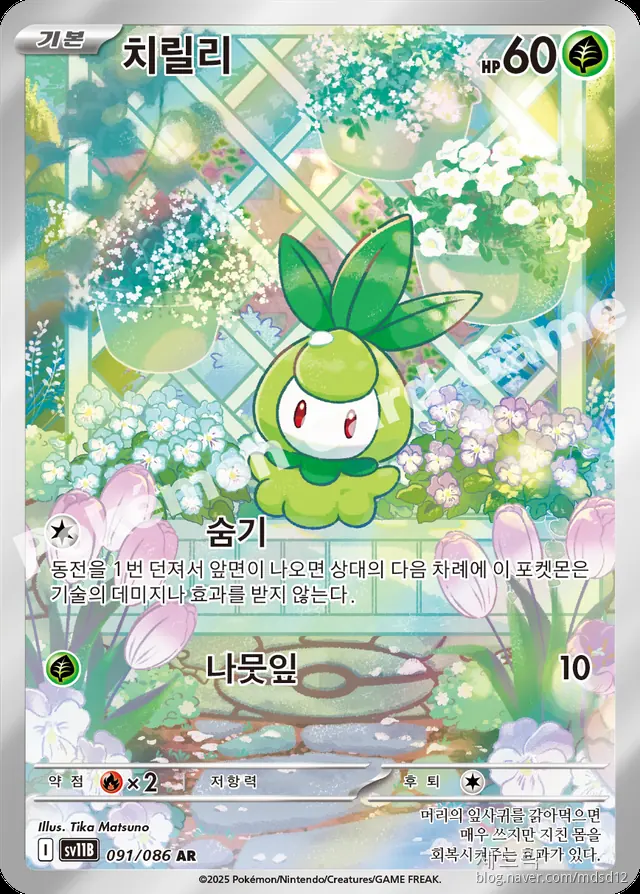 기본 치릴리 HP 60
Pokémon Card Game
숨기
동전을 1번 던져서 앞면이 나오면 상대의 다음 차례에 이 포켓몬은
기술의 데미지나 효과를 받지 않는다.
나뭇잎 10
약점 ×2 저항력 후퇴
Illus. Tika Matsuno
머리의 잎사귀를 갉아먹으면
매우 쓰지만 지친 몸을
회복시켜주는 효과가 있다.
I sv11B 091/086 AR
blog.naver.com/mdsd12
©2025 Pokémon/Nintendo/Creatures/GAME FREAK.